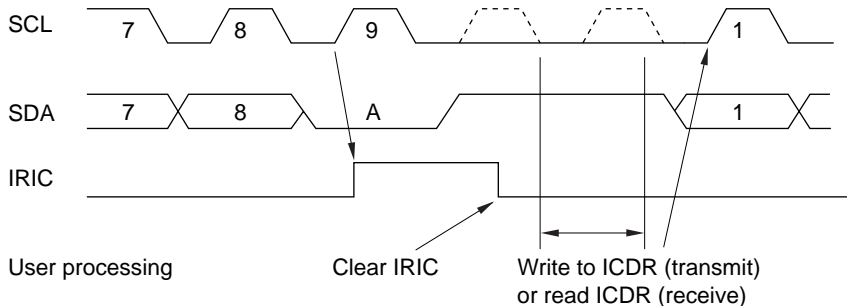 SCL 7 8 9 1
SDA 7 8 A 1
IRIC
User processing Clear IRIC Write to ICDR (transmit)
or read ICDR (receive)